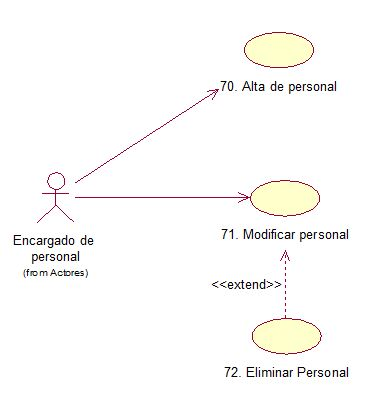 70. Alta de personal
Encargado de
personal
(from Actores)
71. Modificar personal
<<extend>>
72. Eliminar Personal